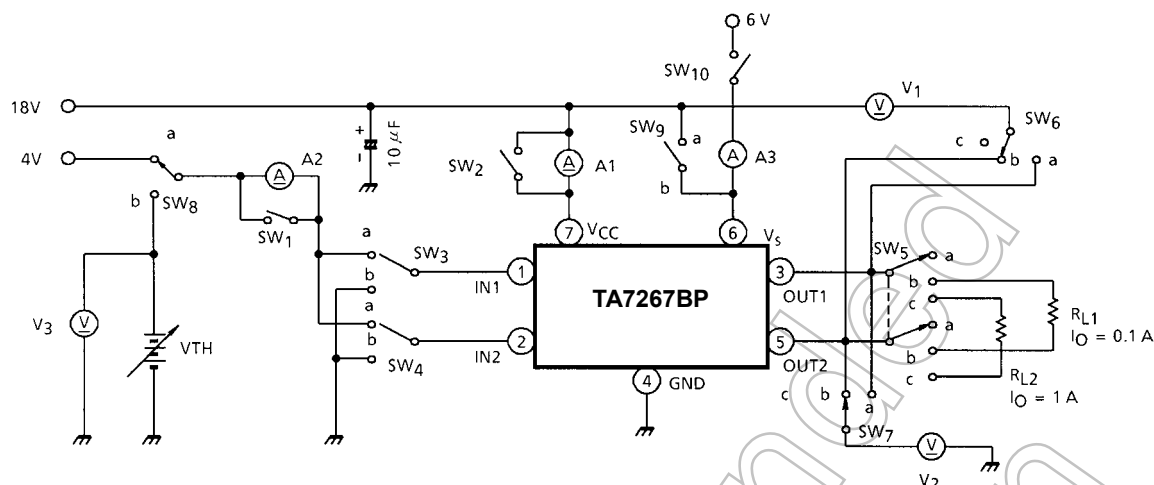 6 V
SW10
18V
V1
SW6
a
c
b
a
4V
a
A2
+
-
10 μF
SW2
A
A1
SW9
a
b
A
A3
V
b
SW8
A
SW1
7
VCC
6
VS
a
SW3
b
1
IN1
TA7267BP
3
OUT1
SW5
a
b
c
V3
V
VTH
a
b
SW4
2
IN2
5
OUT2
a
b
c
RL1
IO = 0.1 A
4
GND
RL2
IO = 1 A
c
b
a
SW7
V
V2